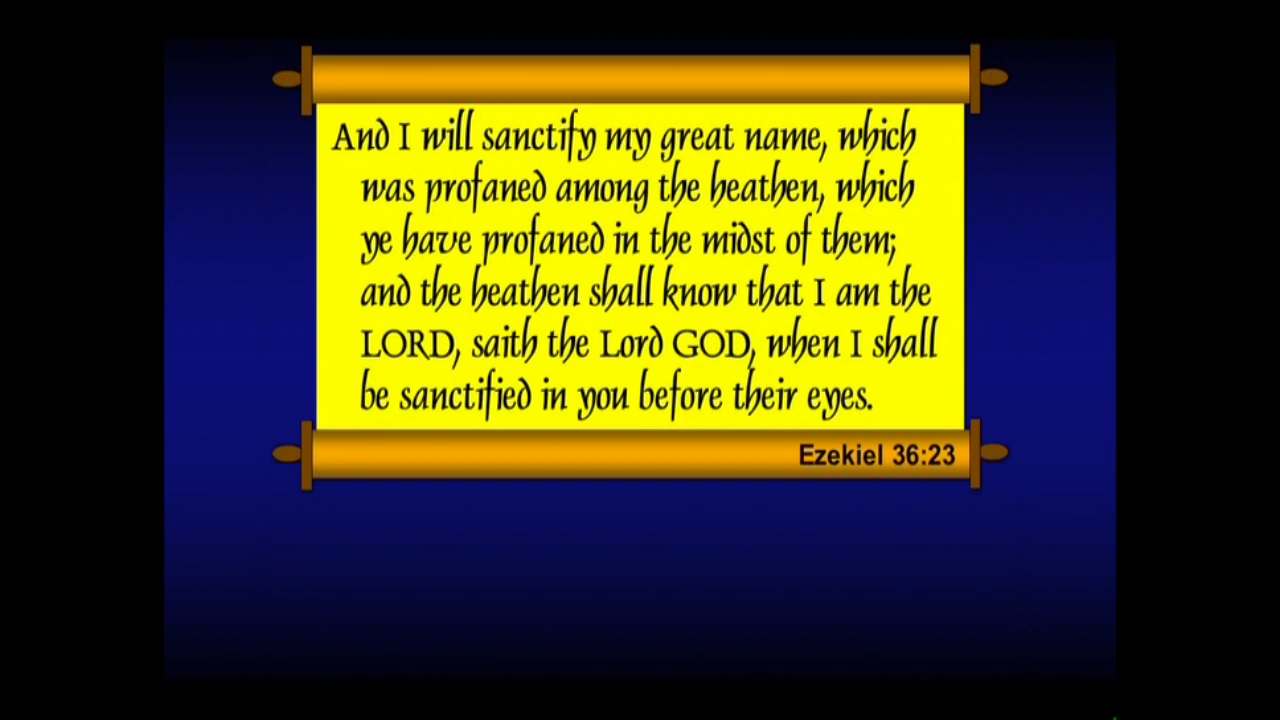 And I will sanctify my great name, which
was profaned among the heathen, which
ye have profaned in the midst of them;
and the heathen shall know that I am the
LORD, saith the Lord GOD, when I shall
be sanctified in you before their eyes.
Ezekiel 36:23